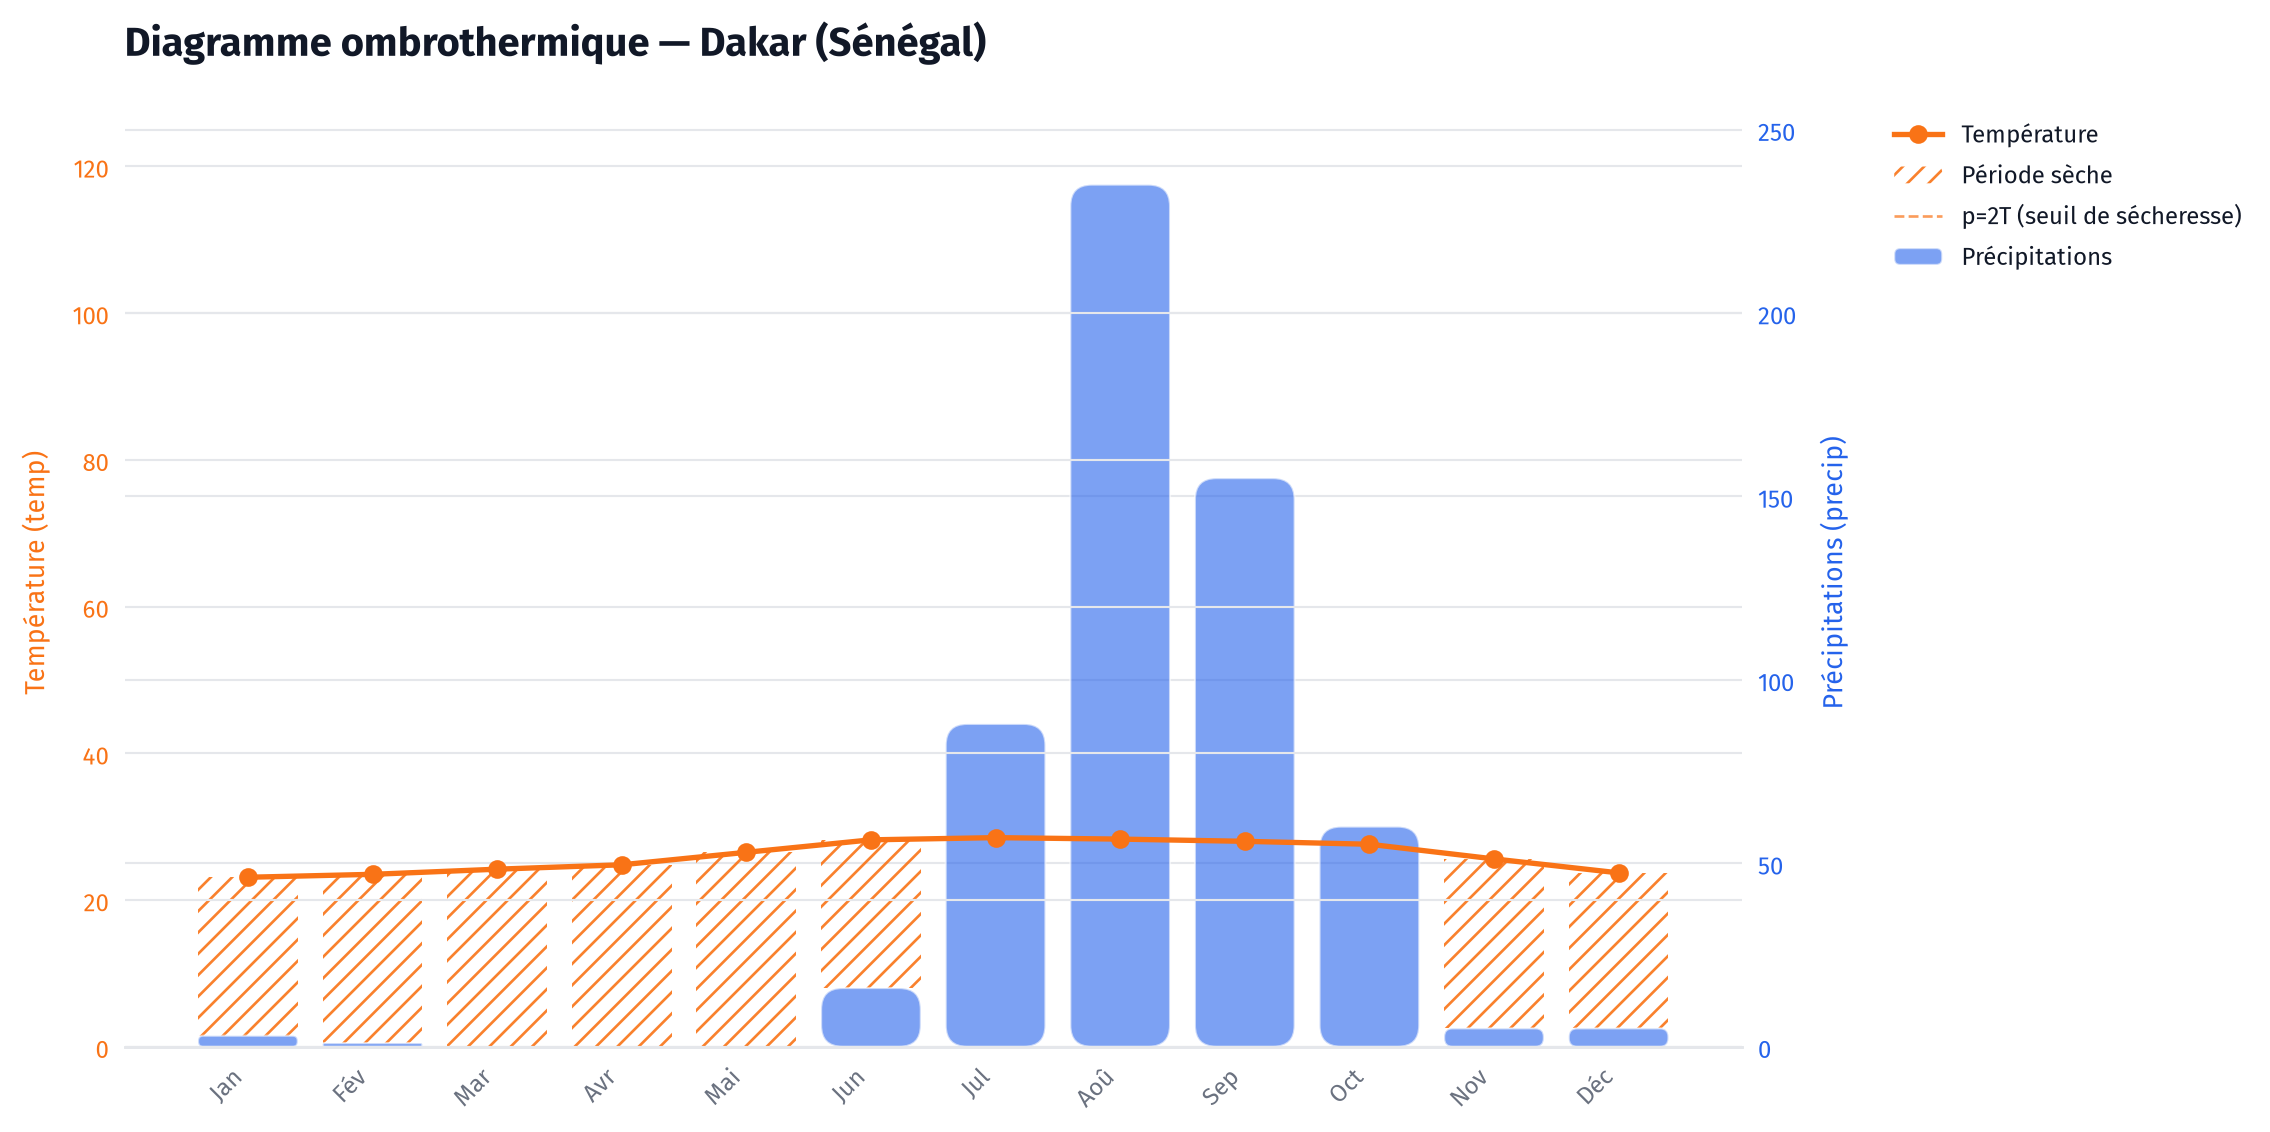 Diagramme ombrothermique — Dakar (Sénégal)
Température (temp)
120
100
80
60
40
20
0
250
200
150
100
50
0
Précipitations (precip)
Jan
Fév
Mar
Avr
Mai
Jun
Jul
Aoû
Sep
Oct
Nov
Déc
Température
Période sèche
p=2T (seuil de sécheresse)
Précipitations